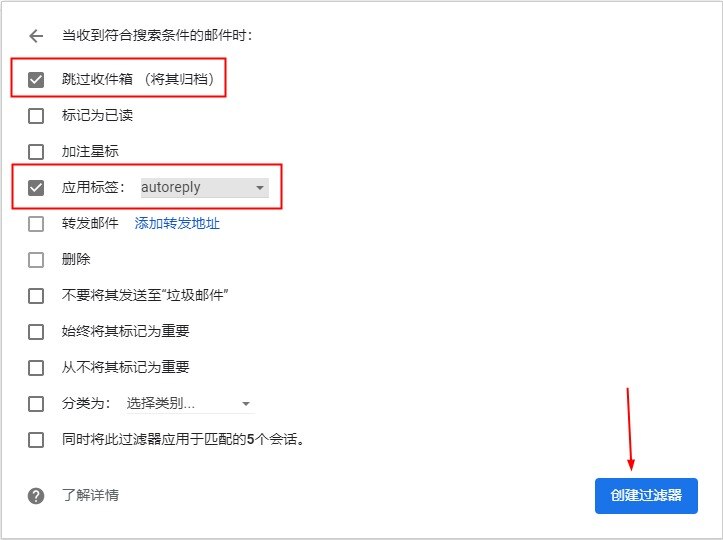 当收到符合搜索条件的邮件时：
跳过收件箱 （将其归档）
标记为已读
加注星标
应用标签： autoreply
转发邮件 添加转发地址
删除
不要将其发送至“垃圾邮件”
始终将其标记为重要
从不将其标记为重要
分类为： 选择类别...
同时将此过滤器应用于匹配的5个会话。
了解详情 创建过滤器